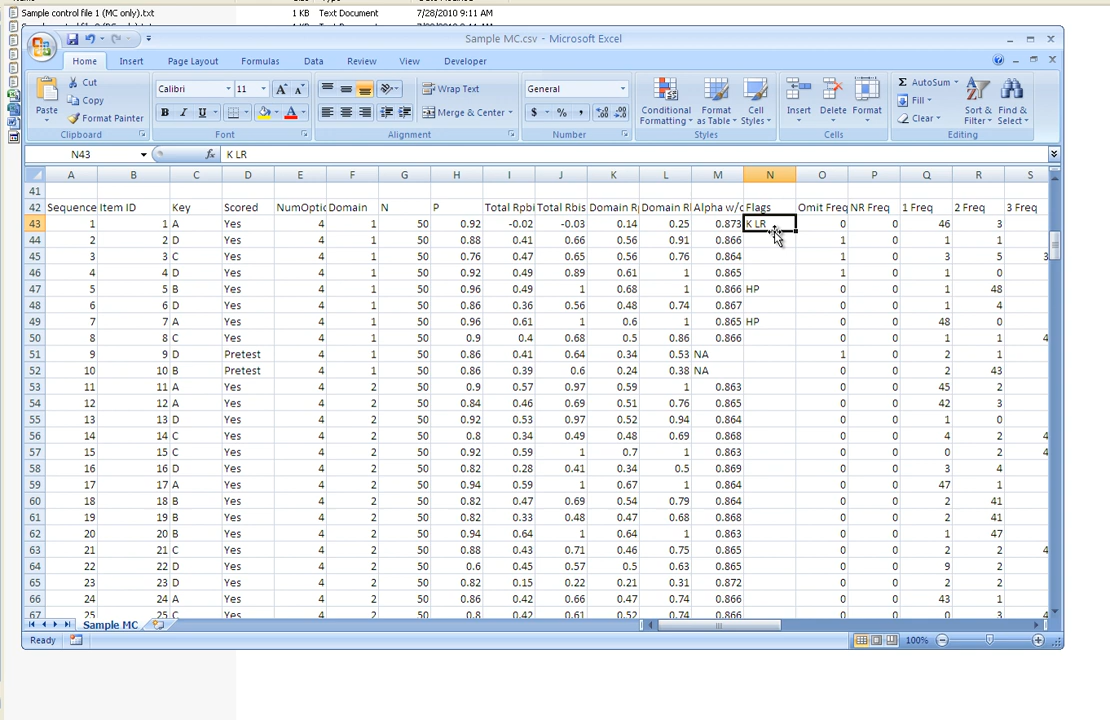 Sample control file 1 (MC only).txt 1 KB Text Document 7/28/2010 9:11 AM
Sample MC.csv - Microsoft Excel
Home Insert Page Layout Formulas Data Review View Developer
Paste Cut Copy Format Painter Clipboard
Calibri 11 B I U Font
Wrap Text Merge & Center Alignment
General $ % , Number
Conditional Formatting Format as Table Cell Styles Styles
Insert Delete Format Cells
AutoSum Fill Clear Sort & Filter Find & Select Editing
N43 fx K LR
A B C D E F G H I J K L M N O P Q R S
41
42 Sequence Item ID Key Scored NumOptic Domain N P Total Rpbi Total Rbis Domain R Domain R Alpha w/o Flags Omit Freq NR Freq 1 Freq 2 Freq 3 Freq
43 1 1 A Yes 4 1 50 0.92 -0.02 -0.03 0.14 0.25 0.873 K LR 0 0 46 3
44 2 2 D Yes 4 1 50 0.88 0.41 0.66 0.56 0.91 0.866 1 0 1 1
45 3 3 C Yes 4 1 50 0.76 0.47 0.65 0.56 0.76 0.864 1 0 3 5 3
46 4 4 D Yes 4 1 50 0.92 0.49 0.89 0.61 1 0.865 1 0 1 0
47 5 5 B Yes 4 1 50 0.96 0.49 1 0.68 1 0.866 HP 0 0 1 48
48 6 6 D Yes 4 1 50 0.86 0.36 0.56 0.48 0.74 0.867 0 0 1 4
49 7 7 A Yes 4 1 50 0.96 0.61 1 0.6 1 0.865 HP 0 0 48 0
50 8 8 C Yes 4 1 50 0.9 0.4 0.68 0.5 0.86 0.866 0 0 1 1 4
51 9 9 D Pretest 4 1 50 0.86 0.41 0.64 0.34 0.53 NA 1 0 2 1
52 10 10 B Pretest 4 1 50 0.86 0.39 0.6 0.24 0.38 NA 0 0 2 43
53 11 11 A Yes 4 2 50 0.9 0.57 0.97 0.59 1 0.863 0 0 45 2
54 12 12 A Yes 4 2 50 0.84 0.46 0.69 0.51 0.76 0.865 0 0 42 3
55 13 13 D Yes 4 2 50 0.92 0.53 0.97 0.52 0.94 0.864 0 0 1 0
56 14 14 C Yes 4 2 50 0.8 0.34 0.49 0.48 0.69 0.868 0 0 4 2 4
57 15 15 C Yes 4 2 50 0.92 0.59 1 0.7 1 0.863 0 0 0 2 4
58 16 16 D Yes 4 2 50 0.82 0.28 0.41 0.34 0.5 0.869 0 0 3 4
59 17 17 A Yes 4 2 50 0.94 0.59 1 0.67 1 0.864 0 0 47 1
60 18 18 B Yes 4 2 50 0.82 0.47 0.69 0.54 0.79 0.864 0 0 2 41
61 19 19 B Yes 4 2 50 0.82 0.33 0.48 0.47 0.68 0.868 0 0 2 41
62 20 20 B Yes 4 2 50 0.94 0.64 1 0.64 1 0.863 0 0 1 47
63 21 21 C Yes 4 2 50 0.88 0.43 0.71 0.46 0.75 0.865 0 0 2 2 4
64 22 22 D Yes 4 2 50 0.6 0.45 0.57 0.5 0.63 0.865 0 0 9 2
65 23 23 D Yes 4 2 50 0.82 0.15 0.22 0.21 0.31 0.872 0 0 2 2
66 24 24 A Yes 4 2 50 0.86 0.42 0.66 0.47 0.74 0.866 0 0 43 1
67 25 25 C Yes 4 2 50 0.8 0.42 0.61 0.52 0.74 0.866 0 0 0 3 4
Sample MC
Ready 100%